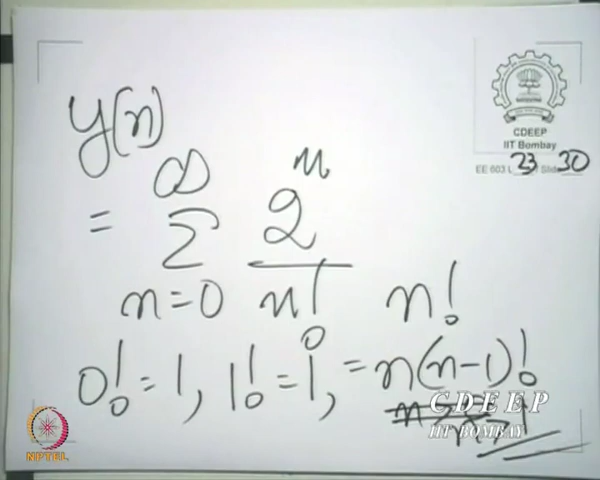 y[n]
∞ m
= Σ 2 / n!
n=0 n!
0! = 1, 1! = 1, = n(n-1)!
CDEEP
IIT Bombay
EE 603 L 23 Slide 30
CDEEP
IIT BOMBAY
NPTEL